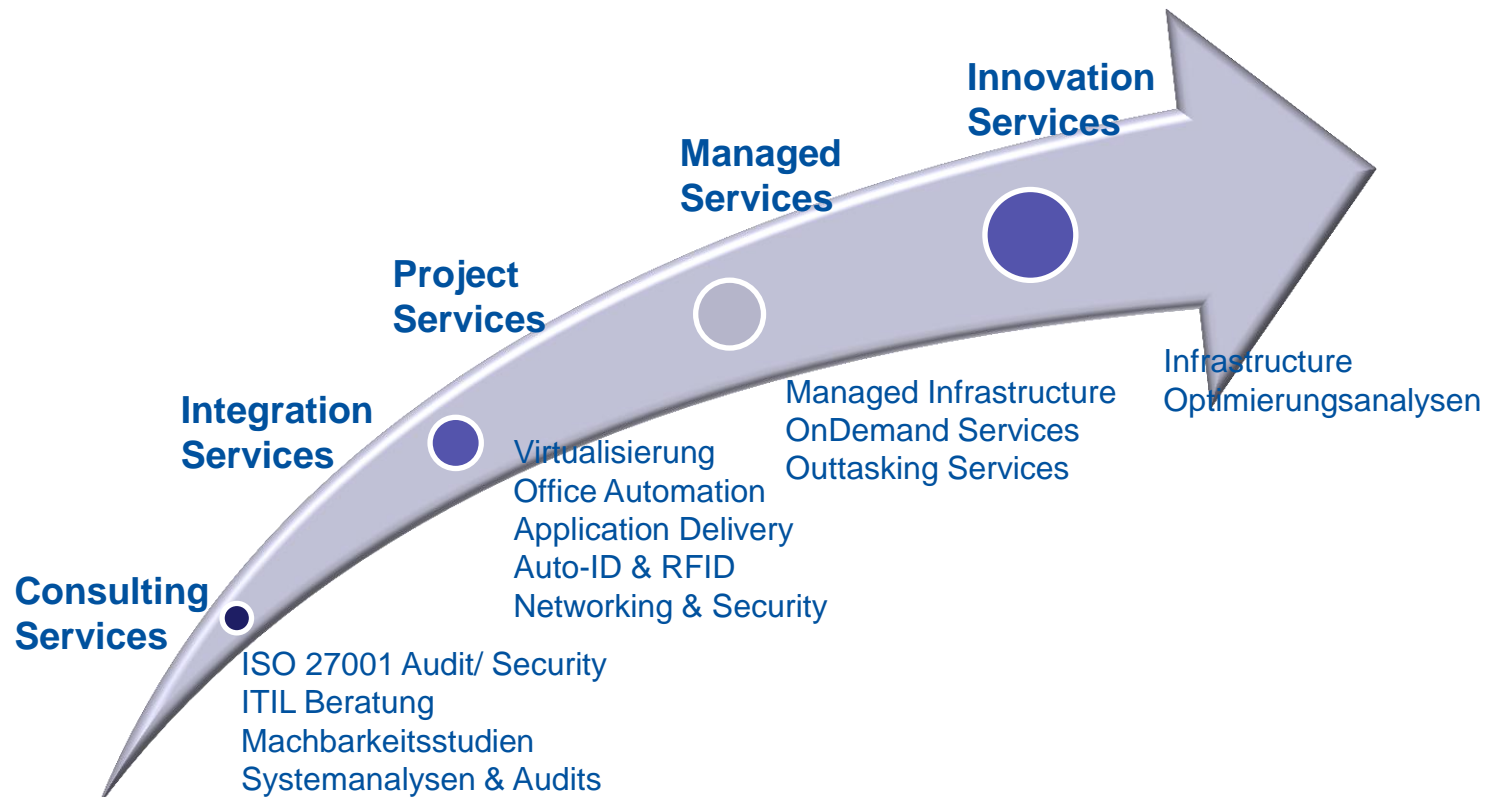 Innovation
Services
Managed
Services
Project
Services
Integration
Services
Consulting
Services
Infrastructure
Optimierungsanalysen
Managed Infrastructure
OnDemand Services
Outtasking Services
Virtualisierung
Office Automation
Application Delivery
Auto-ID & RFID
Networking & Security
ISO 27001 Audit/ Security
ITIL Beratung
Machbarkeitsstudien
Systemanalysen & Audits